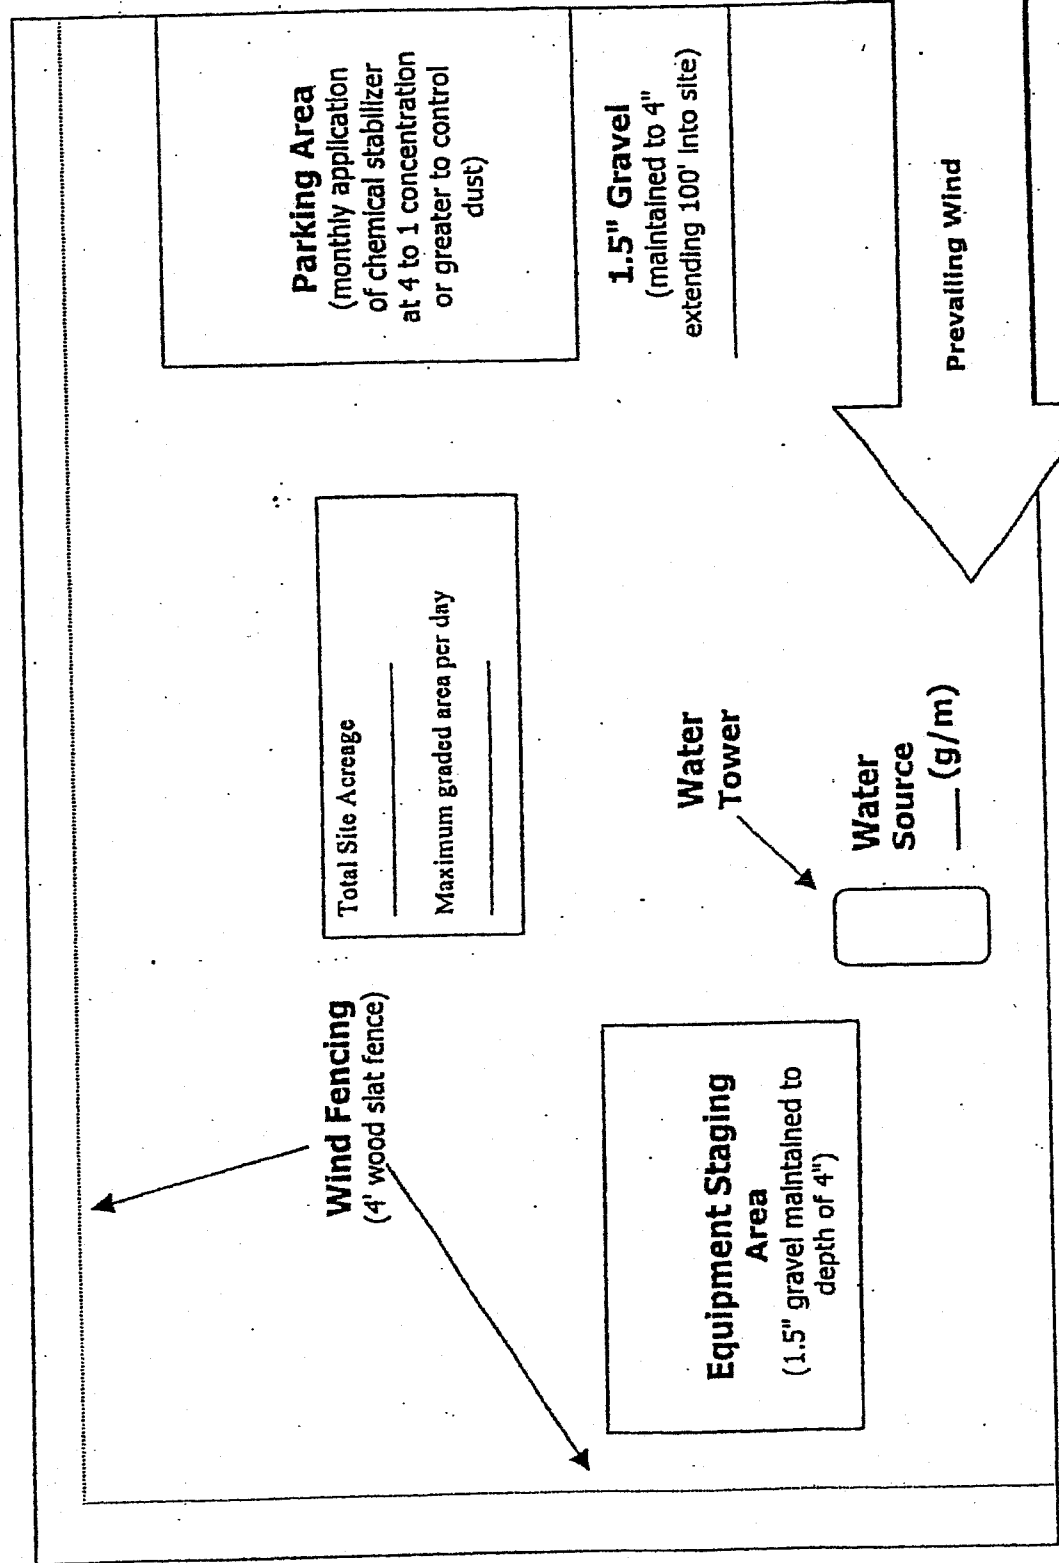 Parking Area
(monthly application
of chemical stabilizer
at 4 to 1 concentration
or greater to control
dust)
1.5" Gravel
(maintained to 4"
extending 100' into site)
Prevailing Wind
Total Site Acreage
Maximum graded area per day
Water
Tower
Water
Source
(g/m)
Wind Fencing
(4' wood slat fence)
Equipment Staging
Area
(1.5" gravel maintained to
depth of 4")